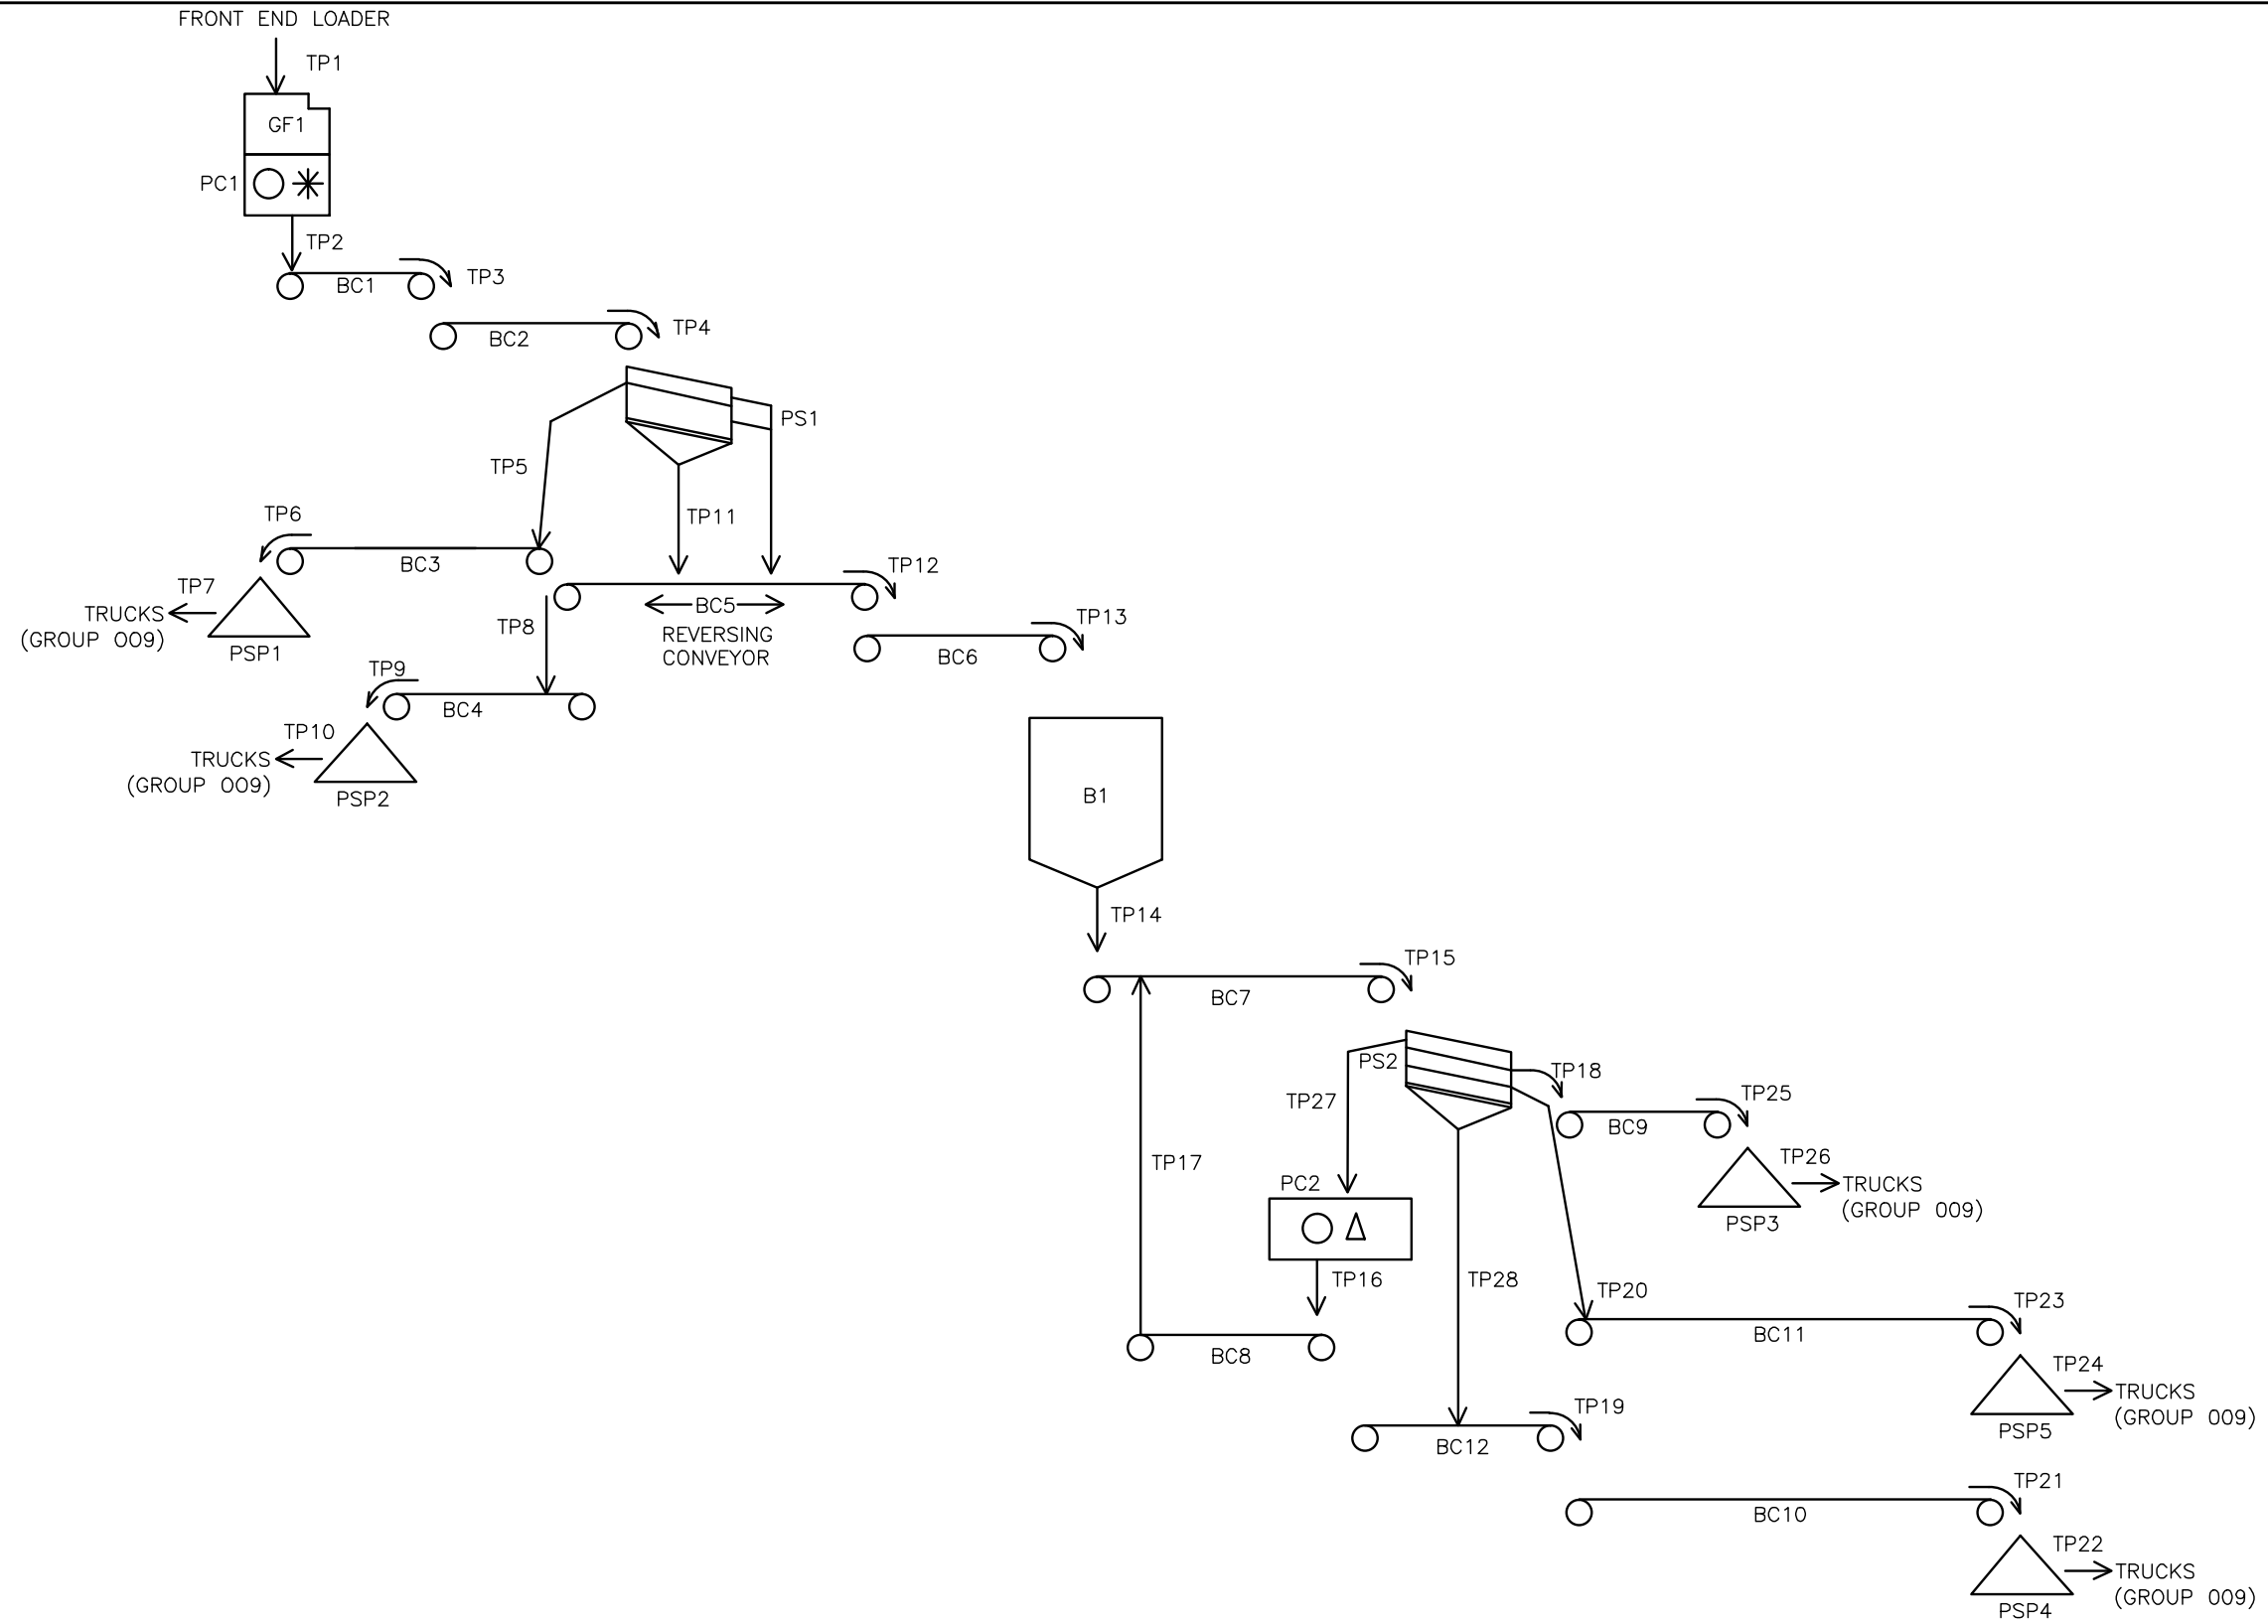 FRONT END LOADER
TP1
GF1
PC1
TP2
BC1
TP3
BC2
TP4
PS1
TP5
TP11
TP6
BC3
TP12
TP7
TRUCKS
(GROUP 009)
PSP1
BC5
REVERSING
CONVEYOR
TP8
TP13
BC6
TP9
BC4
TP10
TRUCKS
(GROUP 009)
PSP2
B1
TP14
TP15
BC7
PS2
TP18
TP27
TP25
BC9
TP17
TP26
TRUCKS
(GROUP 009)
PSP3
PC2
TP16
TP28
TP20
TP23
BC11
BC8
TP24
TRUCKS
(GROUP 009)
PSP5
TP19
BC12
TP21
BC10
TP22
TRUCKS
(GROUP 009)
PSP4